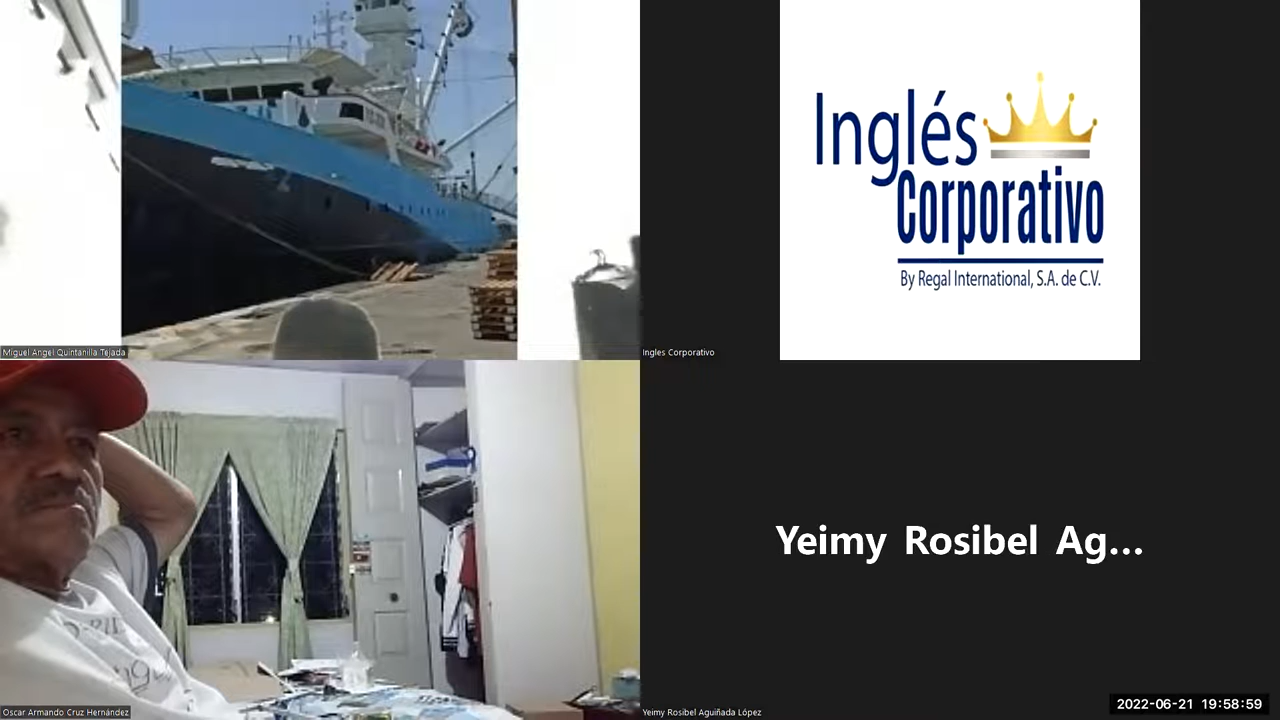 Miguel Angel Quintanilla Tejada
Inglés
Corporativo
By Regal International, S.A. de C.V.
Ingles Corporativo
Oscar Armando Cruz Hernández
Yeimy Rosibel Ag...
Yeimy Rosibel Aguiñada López
2022-06-21 19:58:59